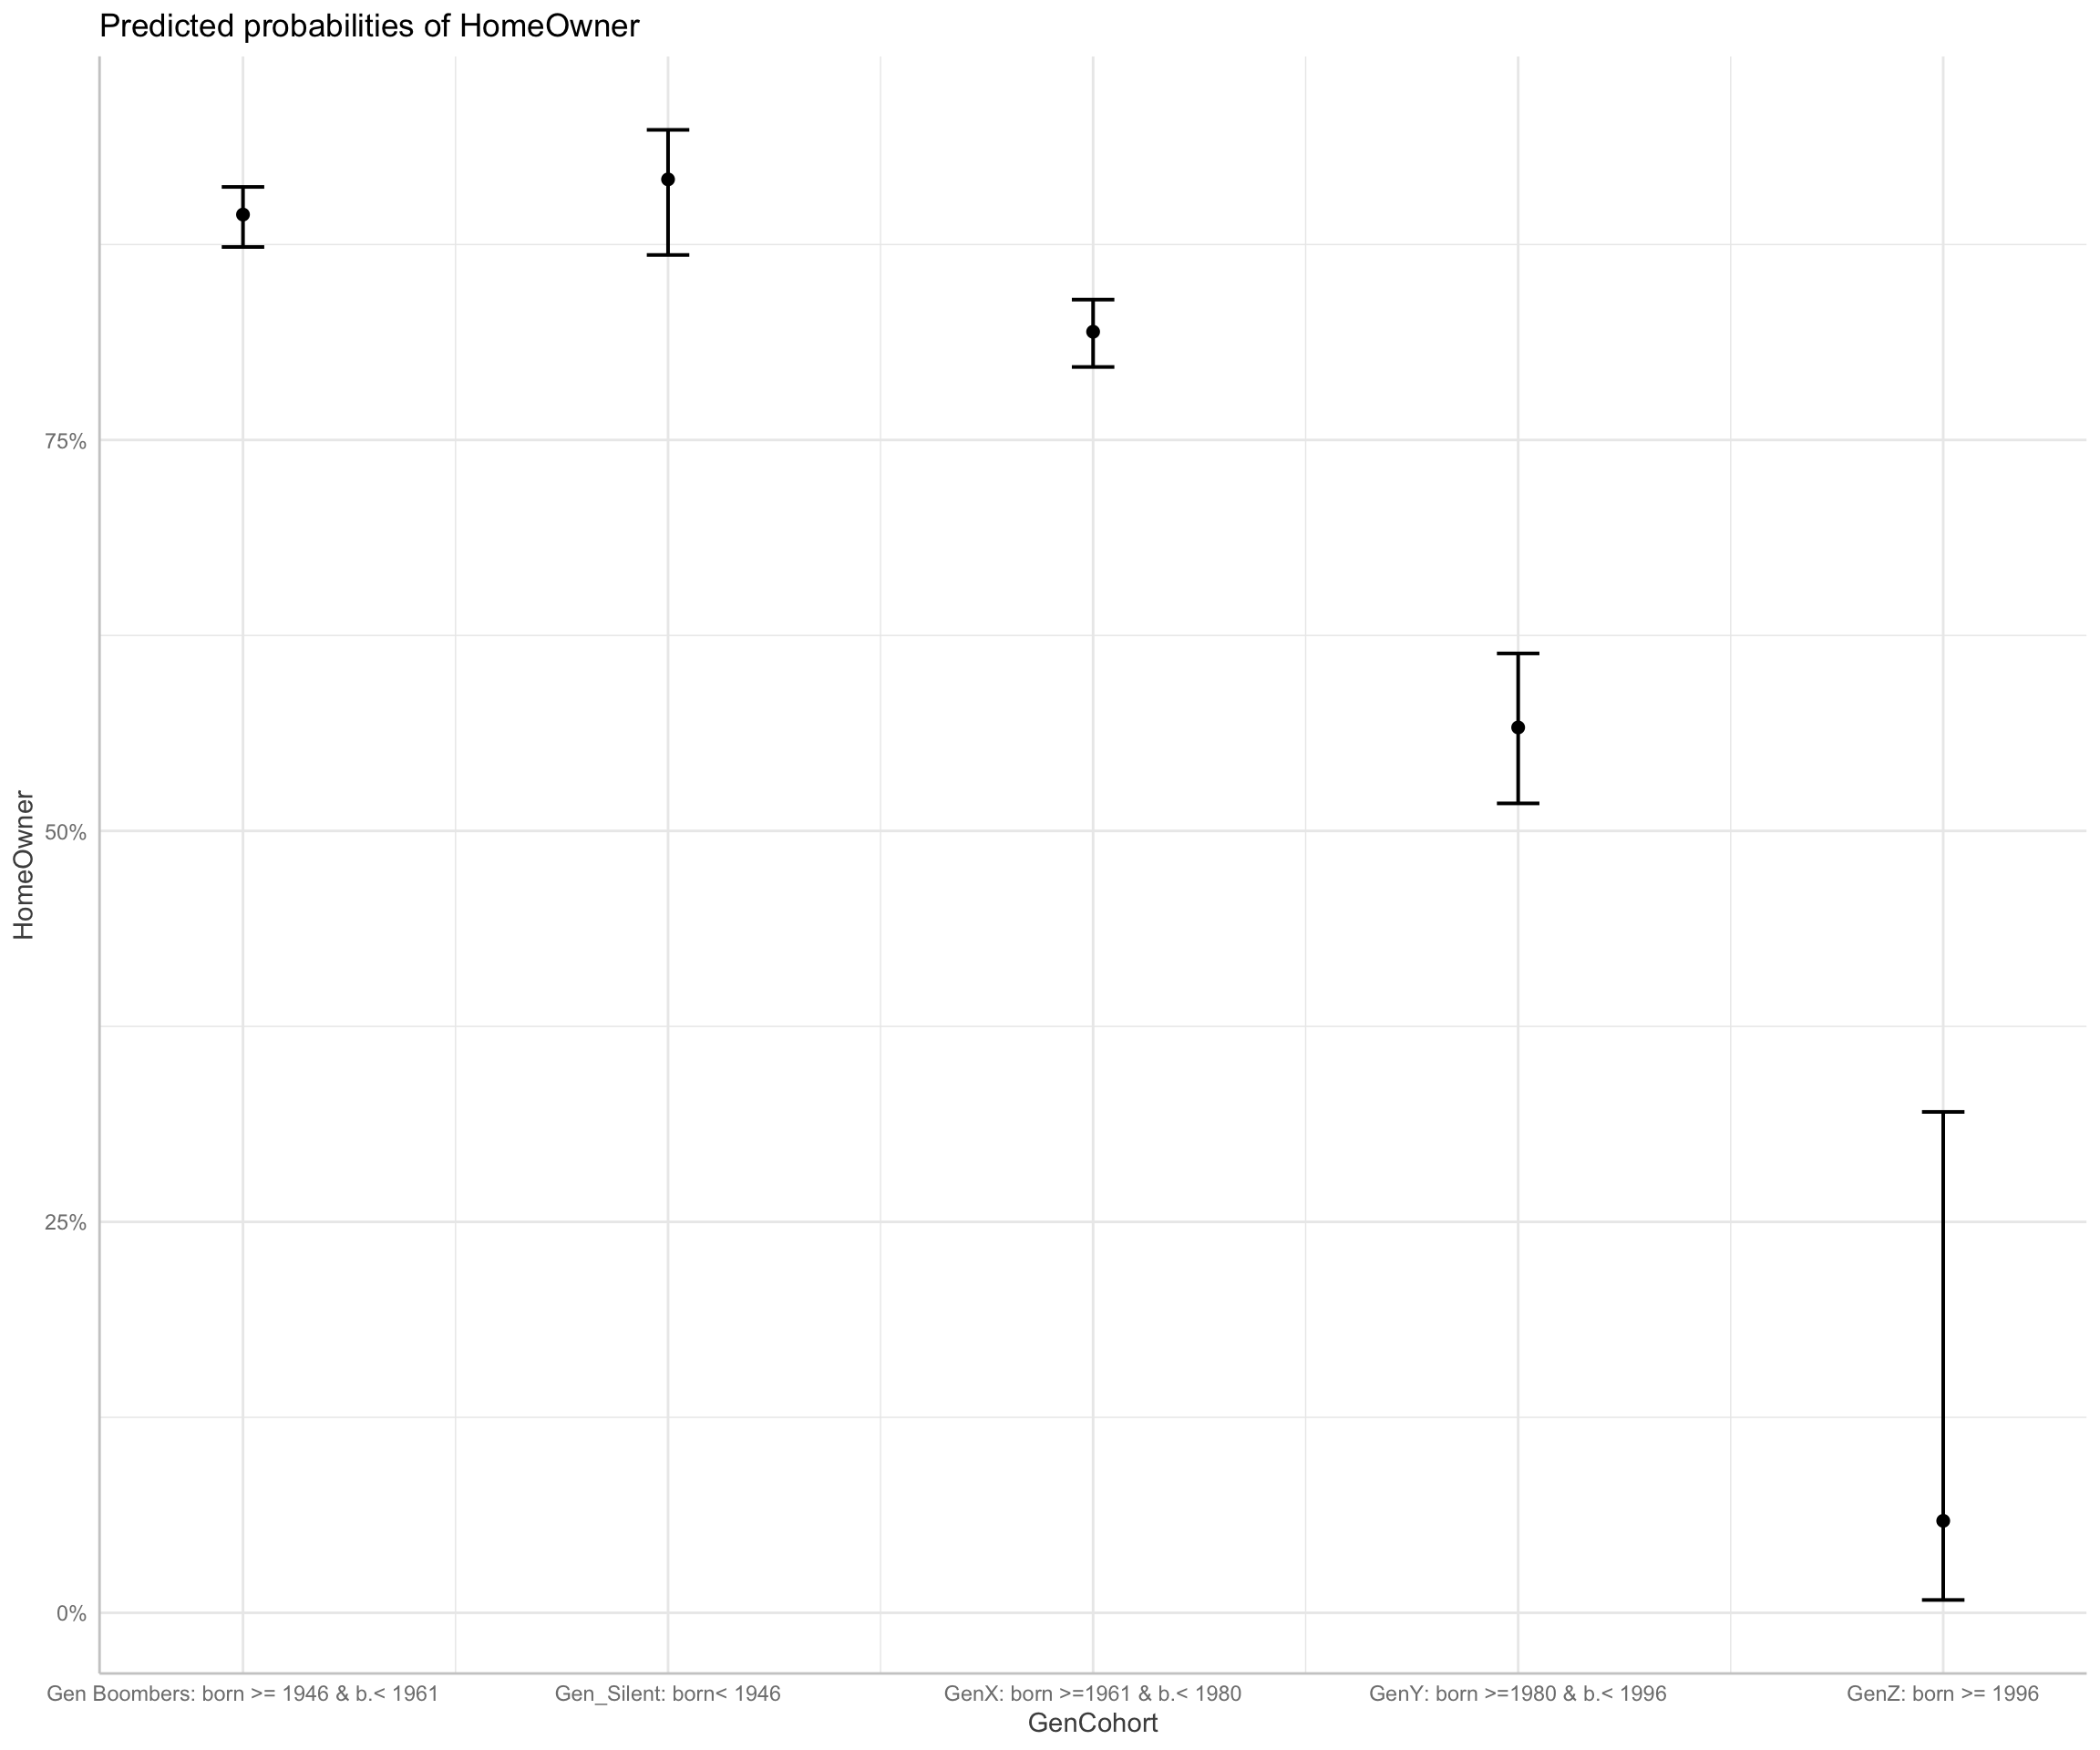 Predicted probabilities of HomeOwner
HomeOwner
75%
50%
25%
0%
Gen Boombers: born >= 1946 & b.< 1961
Gen_Silent: born< 1946
GenX: born >=1961 & b.< 1980
GenY: born >=1980 & b.< 1996
GenZ: born >= 1996
GenCohort